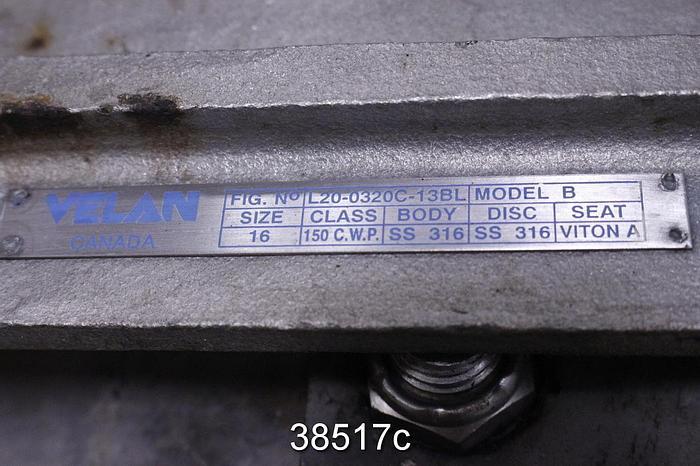 VELAN
CANADA
FIG. Nº L20-0320C-13BL MODEL B
SIZE CLASS BODY DISC SEAT
16 150 C.W.P. SS 316 SS 316 VITON A
38517c